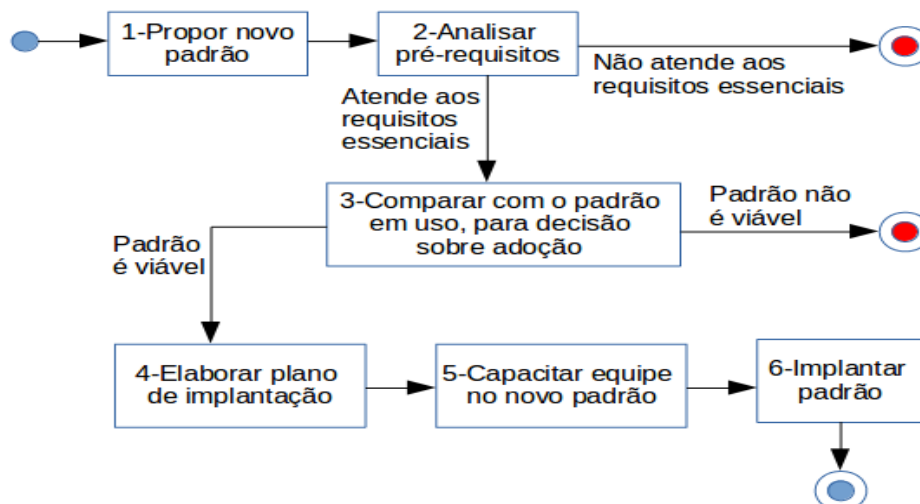 1-Propor novo
padrão
2-Analisar
pré-requisitos
Não atende aos
requisitos essenciais
Atende aos
requisitos
essenciais
3-Comparar com o padrão
em uso, para decisão
sobre adoção
Padrão não
é viável
Padrão
é viável
4-Elaborar plano
de implantação
5-Capacitar equipe
no novo padrão
6-Implantar
padrão